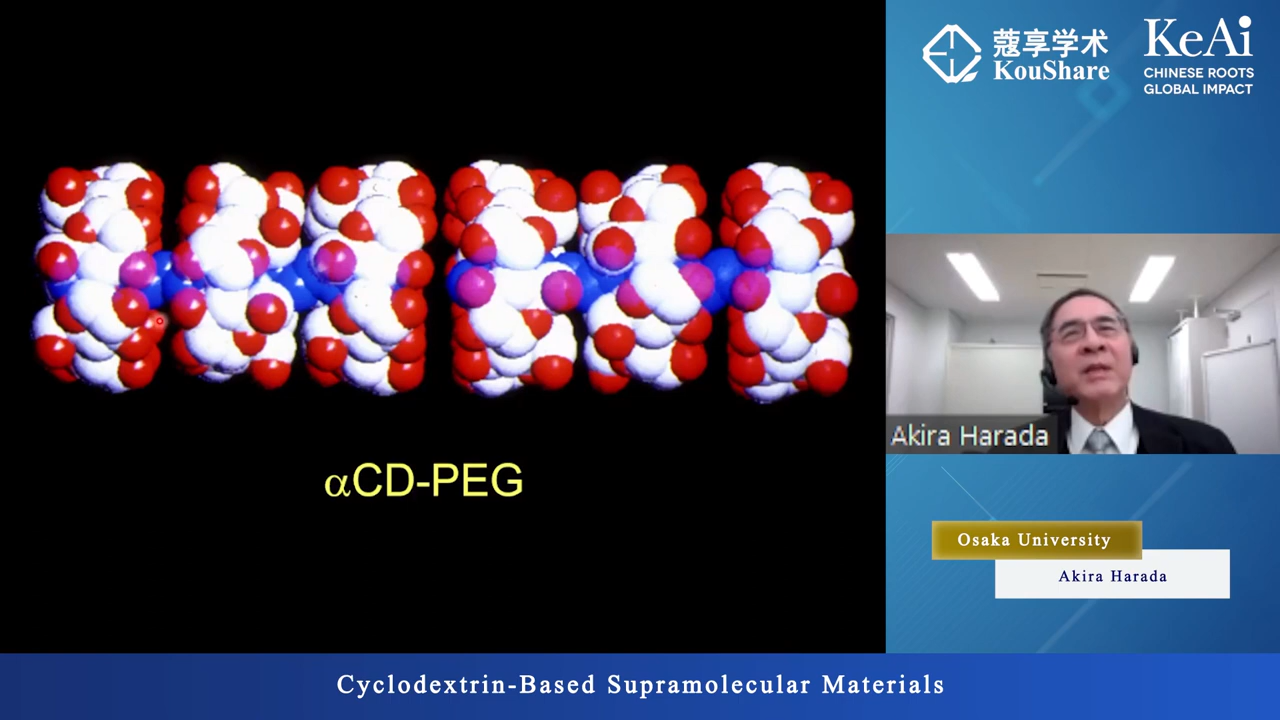 蔻享学术
KouShare
KeAi
CHINESE ROOTS
GLOBAL IMPACT
αCD-PEG
Akira Harada
Osaka University
Akira Harada
Cyclodextrin-Based Supramolecular Materials